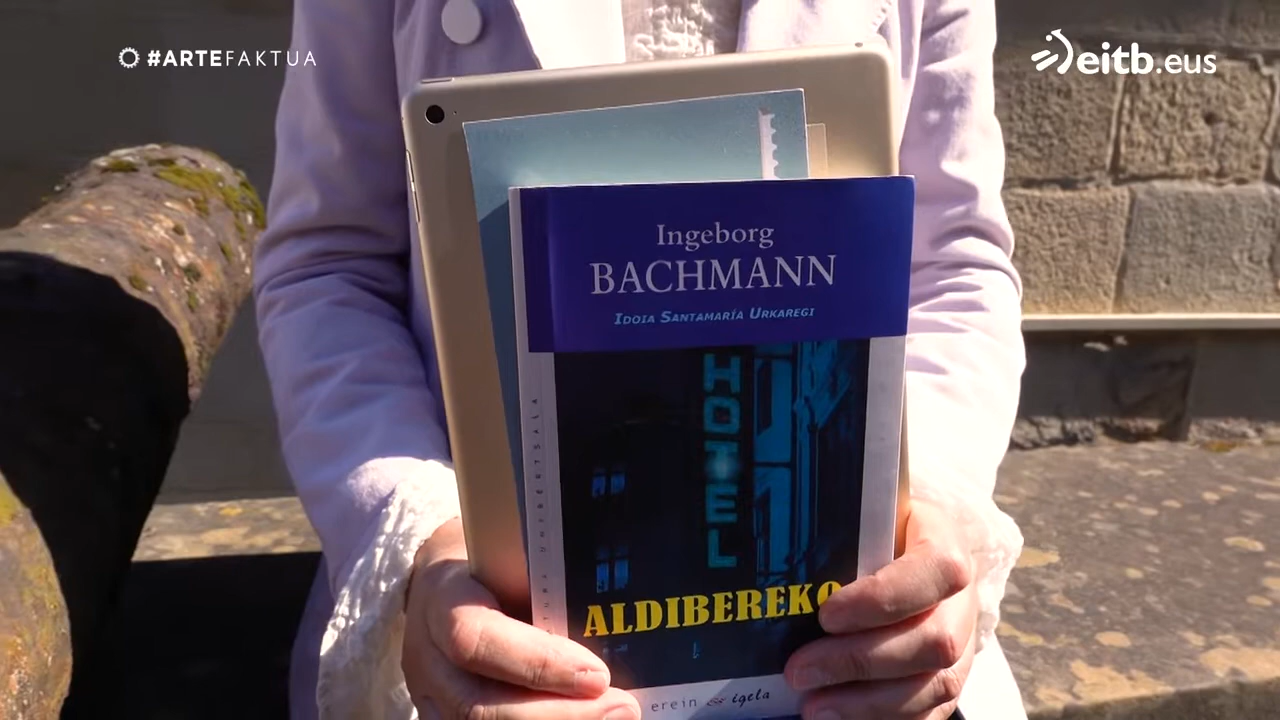 #ARTEFAKTUA
eitb.eus
Ingeborg
BACHMANN
IDOIA SANTAMARÍA URKAREGI
HOTEL
ALDIBEREKO
erein & igela